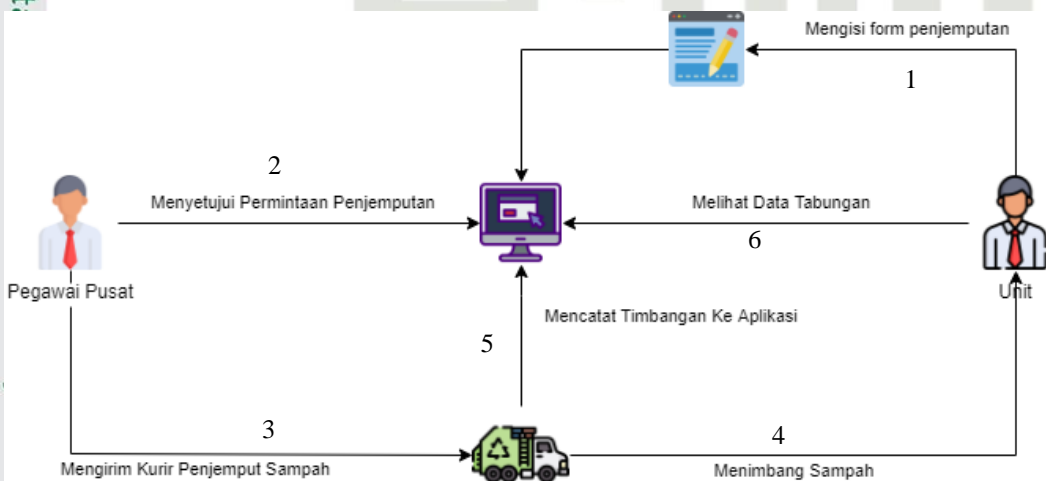 Mengisi form penjemputan
1
2
Menyetujui Permintaan Penjemputan
Melihat Data Tabungan
6
Pegawai Pusat
Unit
Mencatat Timbangan Ke Aplikasi
5
3
4
Mengirim Kurir Penjemput Sampah
Menimbang Sampah